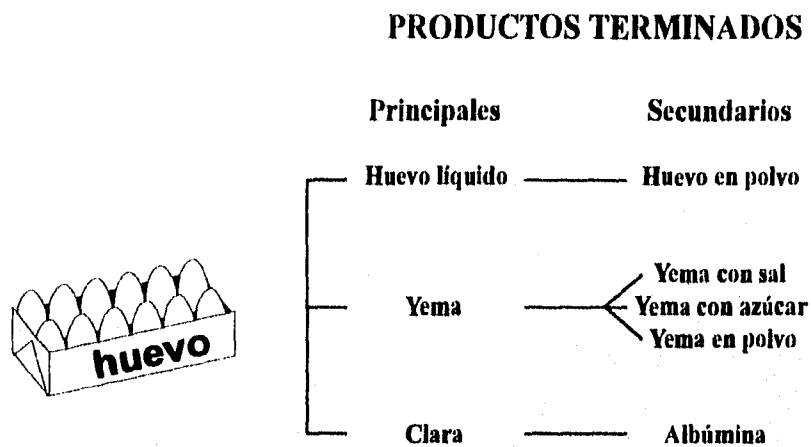 PRODUCTOS TERMINADOS
Principales Secundarios
Huevo líquido Huevo en polvo
Yema con sal
Yema Yema con azúcar
Yema en polvo
huevo
Clara Albúmina